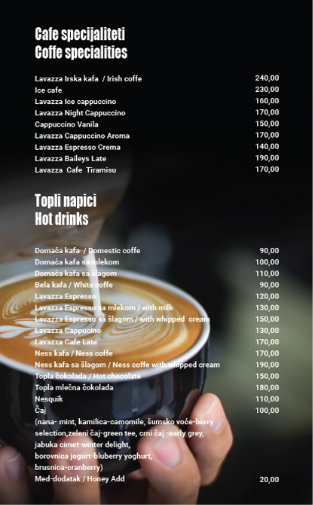 Cafe specijaliteti
Coffe specialities
Lavazza Irska kafa / Irish coffe 240,00
Ice cafe 230,00
Lavazza Ice cappuccino 160,00
Lavazza Night Cappuccino 170,00
Cappuccino Vanila 150,00
Lavazza Cappuccino Aroma 170,00
Lavazza Espresso Crema 140,00
Lavazza Baileys Late 190,00
Lavazza Cafe Tiramisu 170,00
Topli napici
Hot drinks
Domaća kafa / Domestic coffe 90,00
Domaća kafa sa mlekom 100,00
Domaća kafa sa šlagom 110,00
Bela kafa / White coffe 90,00
Lavazza Espresso 120,00
Lavazza Espresso sa mlekom / with milk 130,00
Lavazza Espresso sa šlagom / with whipped cream 150,00
Lavazza Cappucino 130,00
Lavazza Cafe Late 170,00
Ness kafa / Ness coffe 170,00
Ness kafa sa šlagom / Ness coffe with whipped cream 190,00
Topla čokolada / Hot chocolate 150,00
Topla mlečna čokolada 180,00
Nesquik 110,00
Čaj 100,00
(nana- mint, kamilica-camomile, šumsko voće-berry
selection,zeleni čaj-green tee, crni čaj -early grey,
jabuka cimet-winter delight,
borovnica jogurt-bluberry yoghurt,
brusnica-cranberry)
Med-dodatak / Honey Add 20,00